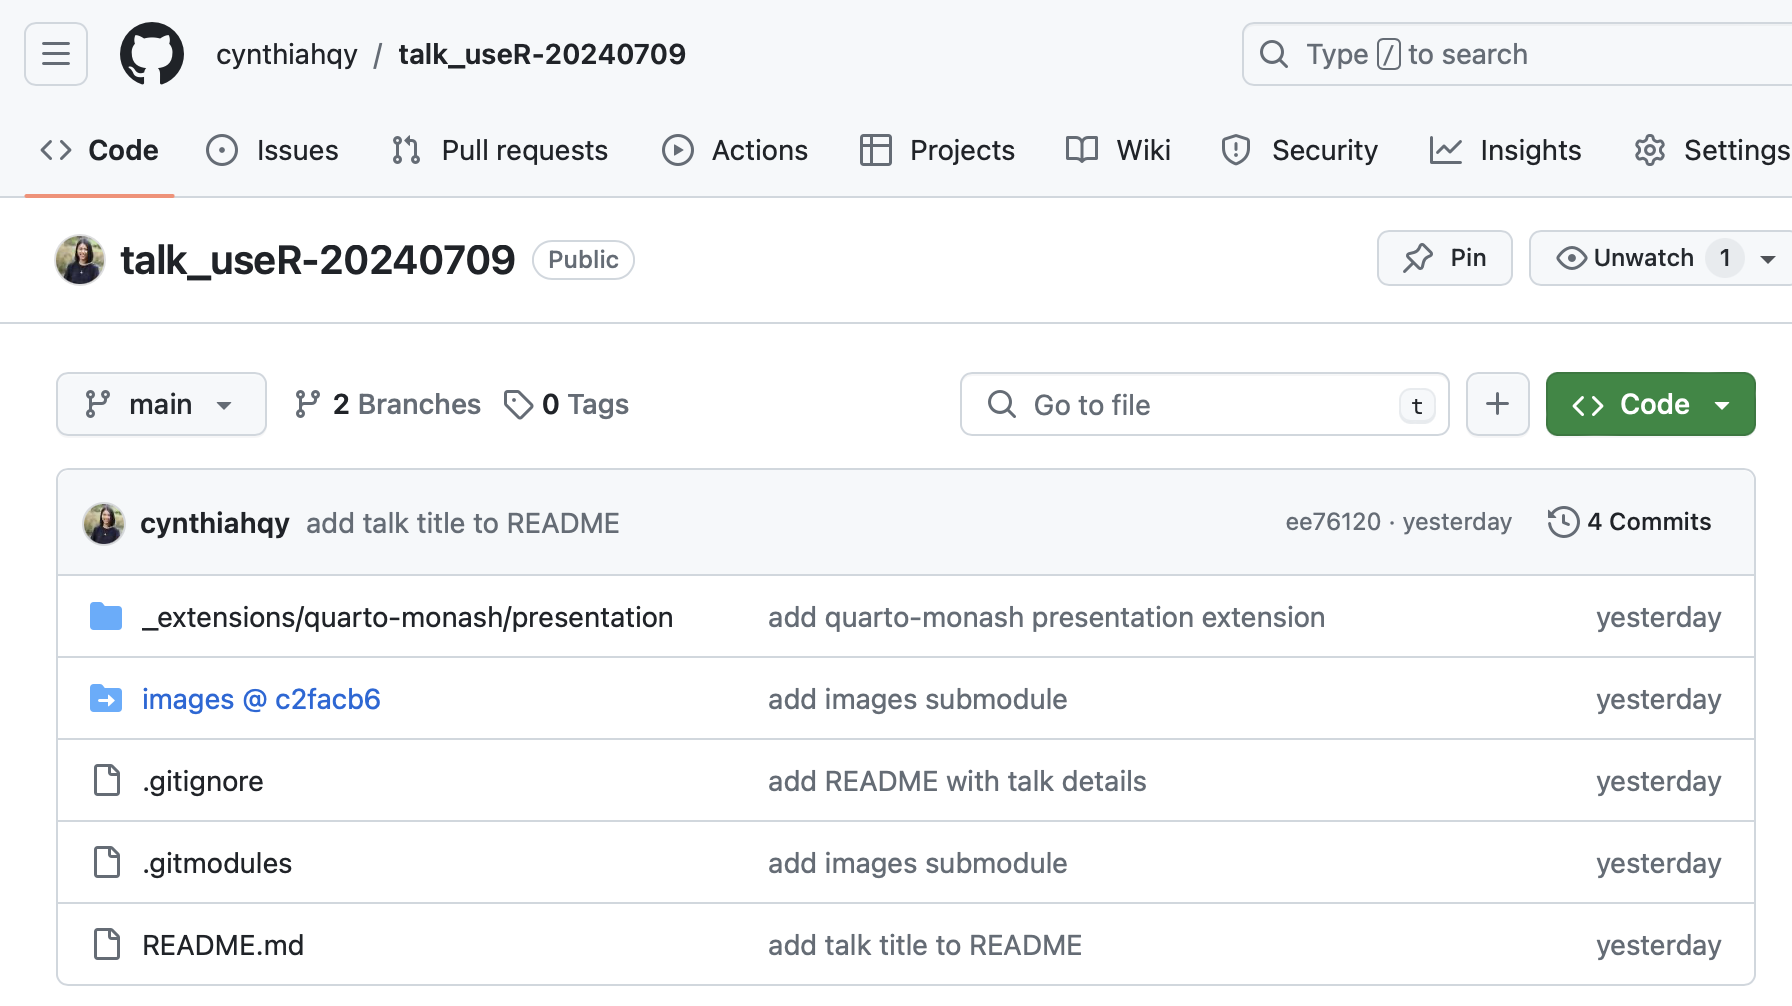 cynthiahqy / talk_useR-20240709
Type / to search
Code Issues Pull requests Actions Projects Wiki Security Insights Settings
talk_useR-20240709 Public
Pin Unwatch 1
main 2 Branches 0 Tags
Go to file t + Code
cynthiahqy add talk title to README ee76120 · yesterday 4 Commits
_extensions/quarto-monash/presentation add quarto-monash presentation extension yesterday
images @ c2facb6 add images submodule yesterday
.gitignore add README with talk details yesterday
.gitmodules add images submodule yesterday
README.md add talk title to README yesterday